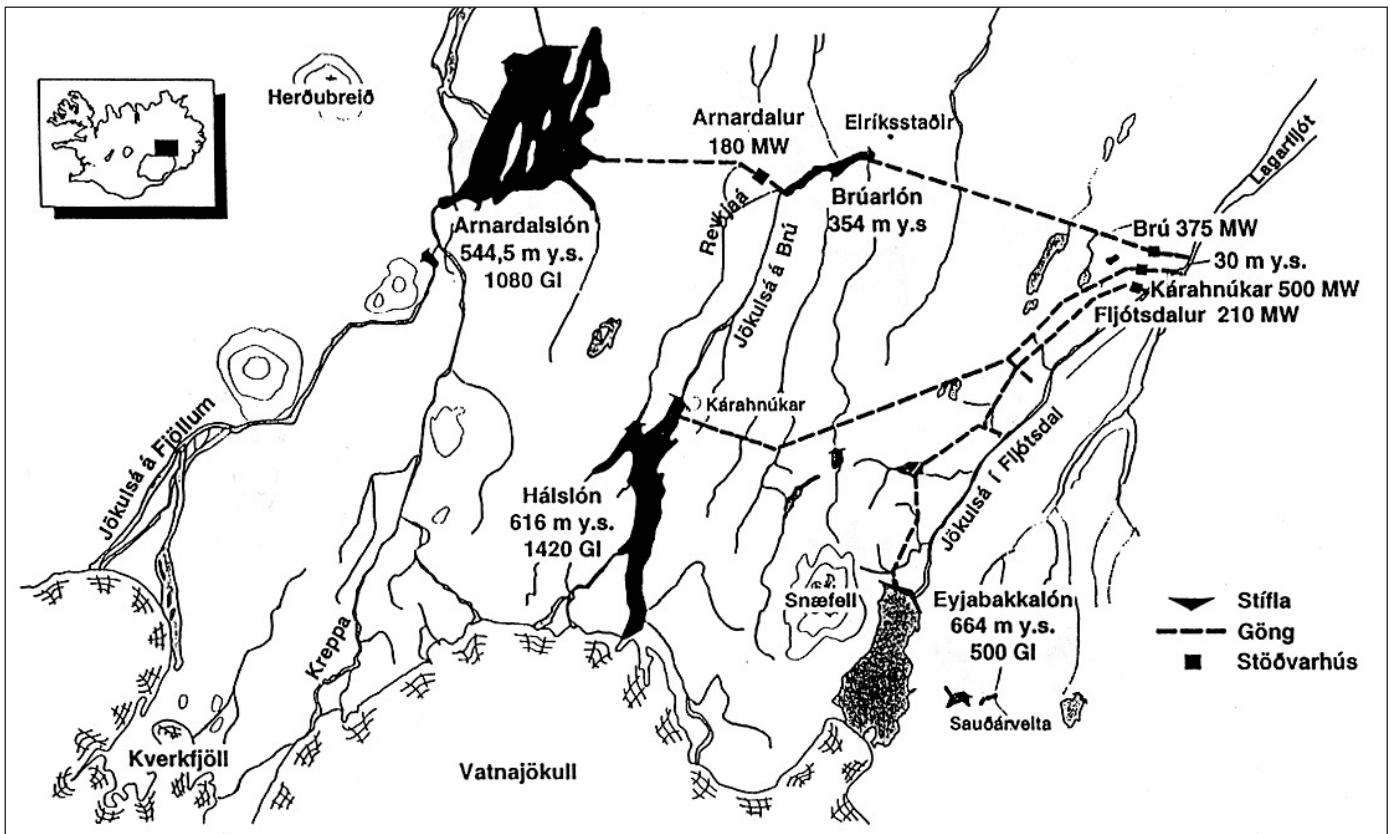 Herðubreið
Arnardalur
180 MW
Eiríksstaðir
Lagarfljót
Reykjaá
Brúarlón
354 m y.s
Arnardalslón
544,5 m y.s.
1080 Gl
Brú 375 MW
30 m y.s.
Kárahnúkar 500 MW
Fljótsdalur 210 MW
Jökulsá á Brú
Kárahnúkar
Jökulsá á Fjöllum
Hálslón
616 m y.s.
1420 Gl
Jökulsá í Fljótsdal
Snæfell
Eyjabakkalón
664 m y.s.
500 Gl
Stífla
Göng
Stöðvarhús
Kreppa
Sauðárveita
Kverkfjöll
Vatnajökull